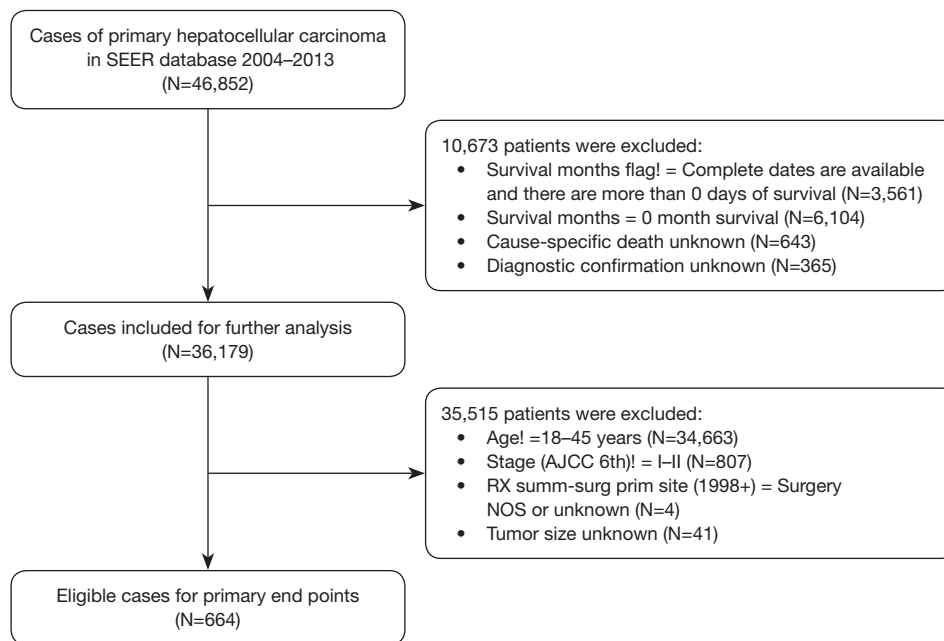 Cases of primary hepatocellular carcinoma
in SEER database 2004–2013
(N=46,852)
10,673 patients were excluded:
• Survival months flag! = Complete dates are available
and there are more than 0 days of survival (N=3,561)
• Survival months = 0 month survival (N=6,104)
• Cause-specific death unknown (N=643)
• Diagnostic confirmation unknown (N=365)
Cases included for further analysis
(N=36,179)
35,515 patients were excluded:
• Age! =18–45 years (N=34,663)
• Stage (AJCC 6th)! = I–II (N=807)
• RX summ-surg prim site (1998+) = Surgery
NOS or unknown (N=4)
• Tumor size unknown (N=41)
Eligible cases for primary end points
(N=664)